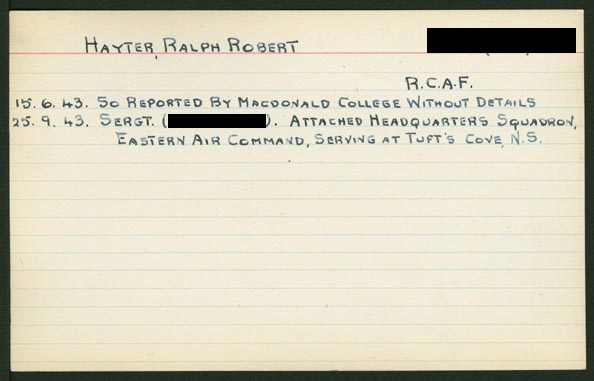 HAYTER, RALPH ROBERT
R.C.A.F.
15. 6. 43. SO REPORTED BY MACDONALD COLLEGE WITHOUT DETAILS
25. 9. 43. SERGT. ( ). ATTACHED HEADQUARTERS SQUADRON,
EASTERN AIR COMMAND, SERVING AT TUFT'S COVE, N.S.